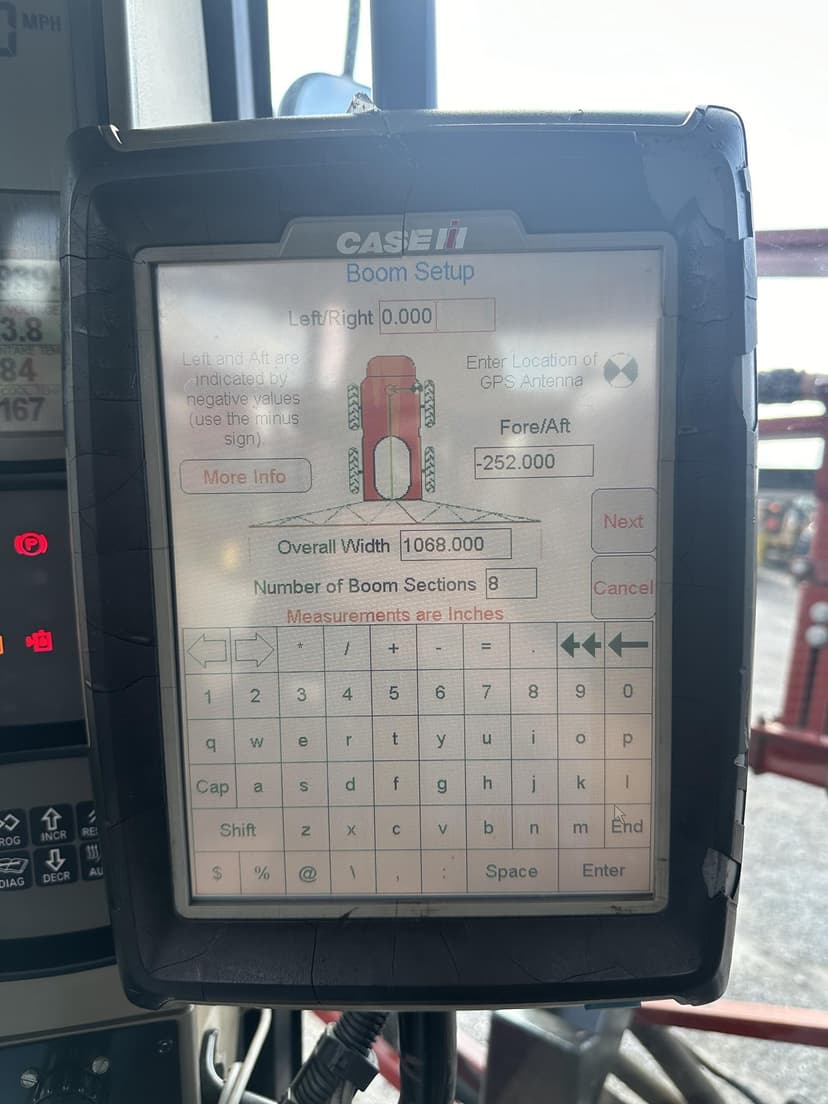 MPH
CASE IH
Boom Setup
Left/Right 0.000
Left and Aft are
indicated by
negative values
(use the minus
sign)
Enter Location of
GPS Antenna
Fore/Aft
-252.000
More Info
Next
Overall Width 1068.000
Number of Boom Sections 8
Cancel
Measurements are Inches
* / + - = .
1 2 3 4 5 6 7 8 9 0
q w e r t y u i o p
Cap a s d f g h j k l
Shift z x c v b n m End
$ % @ \ , : Space Enter
3.8
84
167
P
ROG INCR
DIAG DECR AU